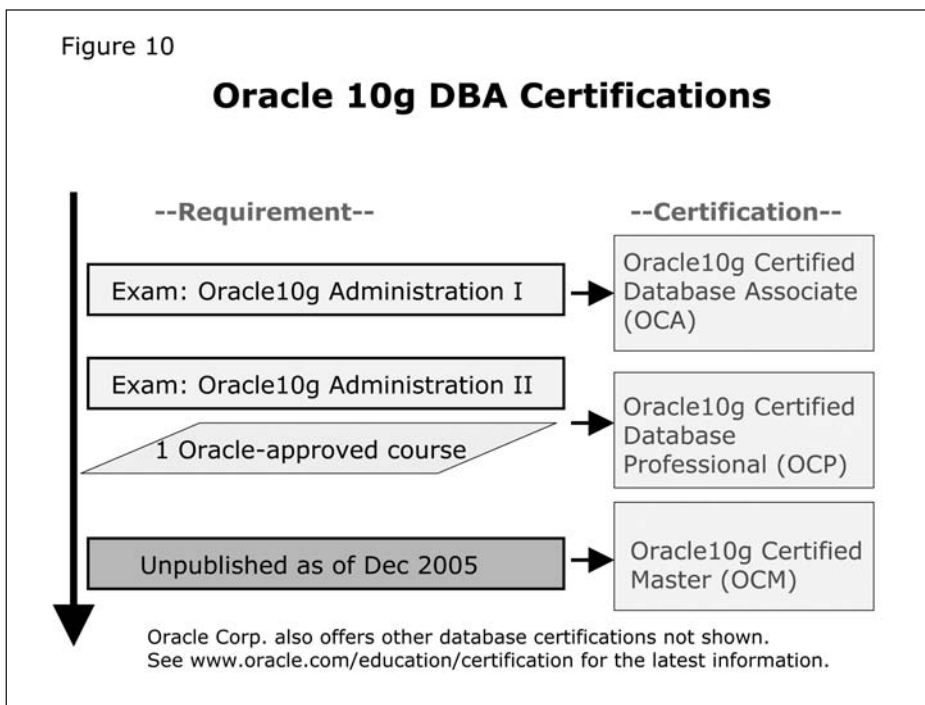 Figure 10
Oracle 10g DBA Certifications
--Requirement--
--Certification--
Exam: Oracle10g Administration I
Oracle10g Certified
Database Associate
(OCA)
Exam: Oracle10g Administration II
1 Oracle-approved course
Oracle10g Certified
Database
Professional (OCP)
Unpublished as of Dec 2005
Oracle10g Certified
Master (OCM)
Oracle Corp. also offers other database certifications not shown.
See www.oracle.com/education/certification for the latest information.